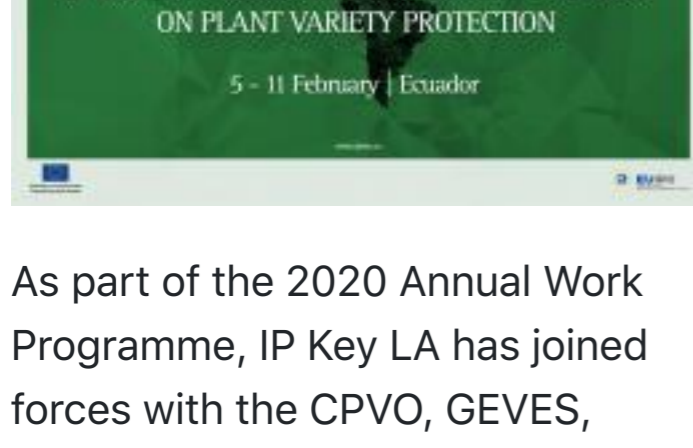 ON PLANT VARIETY PROTECTION
5 - 11 February | Ecuador
As part of the 2020 Annual Work
Programme, IP Key LA has joined
forces with the CPVO, GEVES,